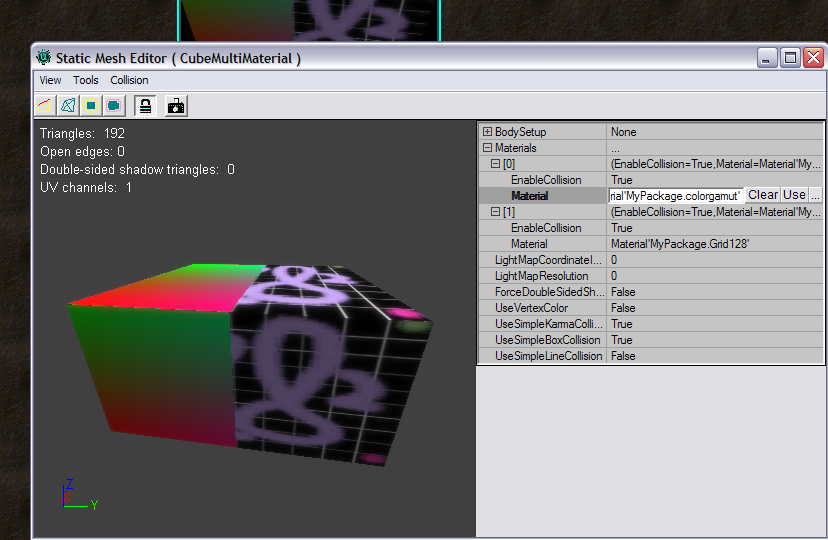 Static Mesh Editor ( CubeMultiMaterial )
View Tools Collision
Triangles: 192
Open edges: 0
Double-sided shadow triangles: 0
UV channels: 1
BodySetup None
Materials ...
[0] (EnableCollision=True,Material=Material'My...
EnableCollision True
Material rial'MyPackage.colorgamut' Clear Use ...
[1] (EnableCollision=True,Material=Material'My...
EnableCollision True
Material Material'MyPackage.Grid128'
LightMapCoordinateI... 0
LightMapResolution 0
ForceDoubleSidedSh... False
UseVertexColor False
UseSimpleKarmaColli... True
UseSimpleBoxCollision True
UseSimpleLineCollision False
Z
X
Y